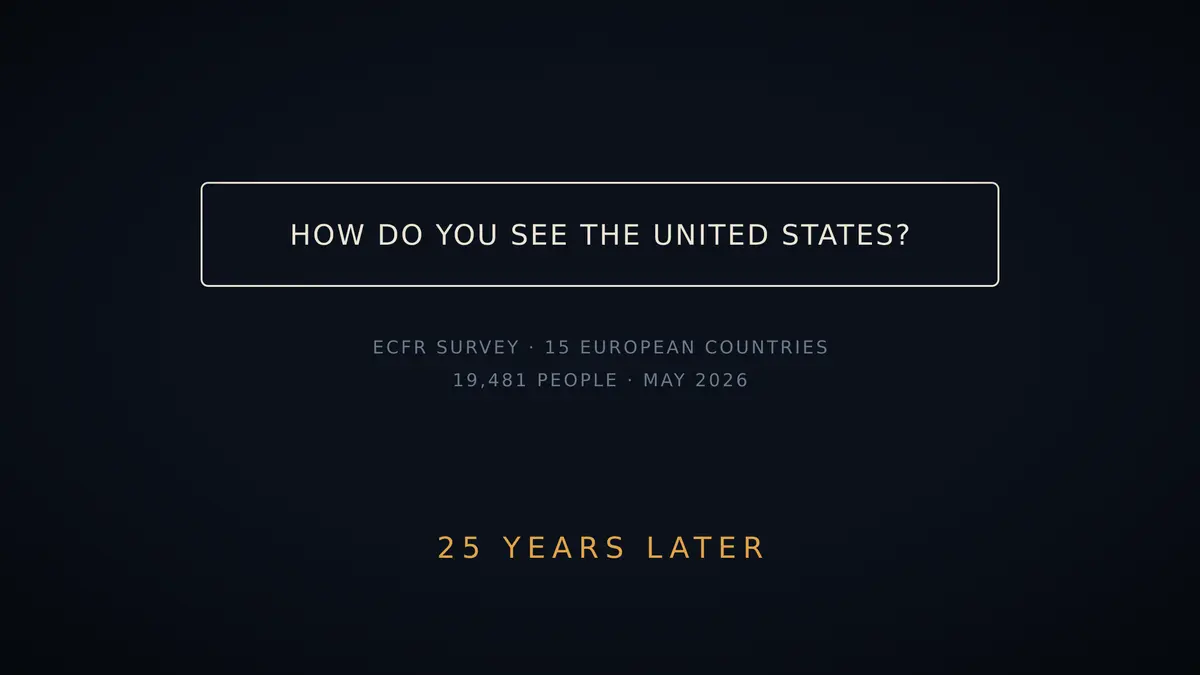 HOW DO YOU SEE THE UNITED STATES?
ECFR SURVEY · 15 EUROPEAN COUNTRIES
19,481 PEOPLE · MAY 2026
25 YEARS LATER